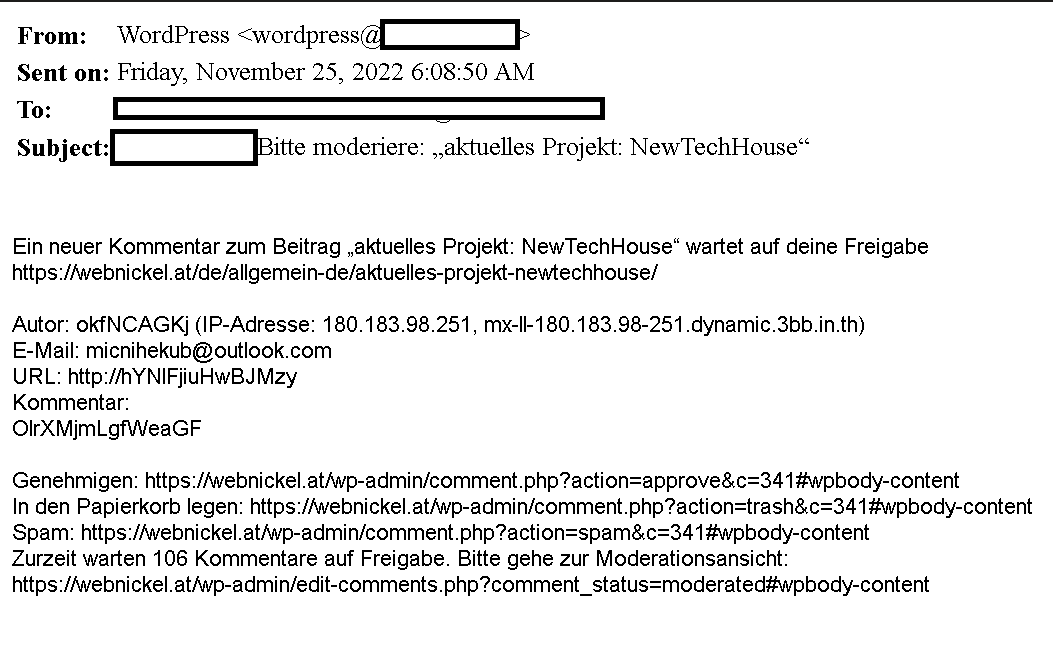 From: WordPress <wordpress@>
Sent on: Friday, November 25, 2022 6:08:50 AM
To:
Subject: Bitte moderiere: „aktuelles Projekt: NewTechHouse“
Ein neuer Kommentar zum Beitrag „aktuelles Projekt: NewTechHouse“ wartet auf deine Freigabe
https://webnickel.at/de/allgemein-de/aktuelles-projekt-newtechhouse/
Autor: okfNCAGKj (IP-Adresse: 180.183.98.251, mx-ll-180.183.98-251.dynamic.3bb.in.th)
E-Mail: micnihekub@outlook.com
URL: http://hYNlFjiuHwBJMzy
Kommentar:
OlrXMjmLgfWeaGF
Genehmigen: https://webnickel.at/wp-admin/comment.php?action=approve&c=341#wpbody-content
In den Papierkorb legen: https://webnickel.at/wp-admin/comment.php?action=trash&c=341#wpbody-content
Spam: https://webnickel.at/wp-admin/comment.php?action=spam&c=341#wpbody-content
Zurzeit warten 106 Kommentare auf Freigabe. Bitte gehe zur Moderationsansicht:
https://webnickel.at/wp-admin/edit-comments.php?comment_status=moderated#wpbody-content